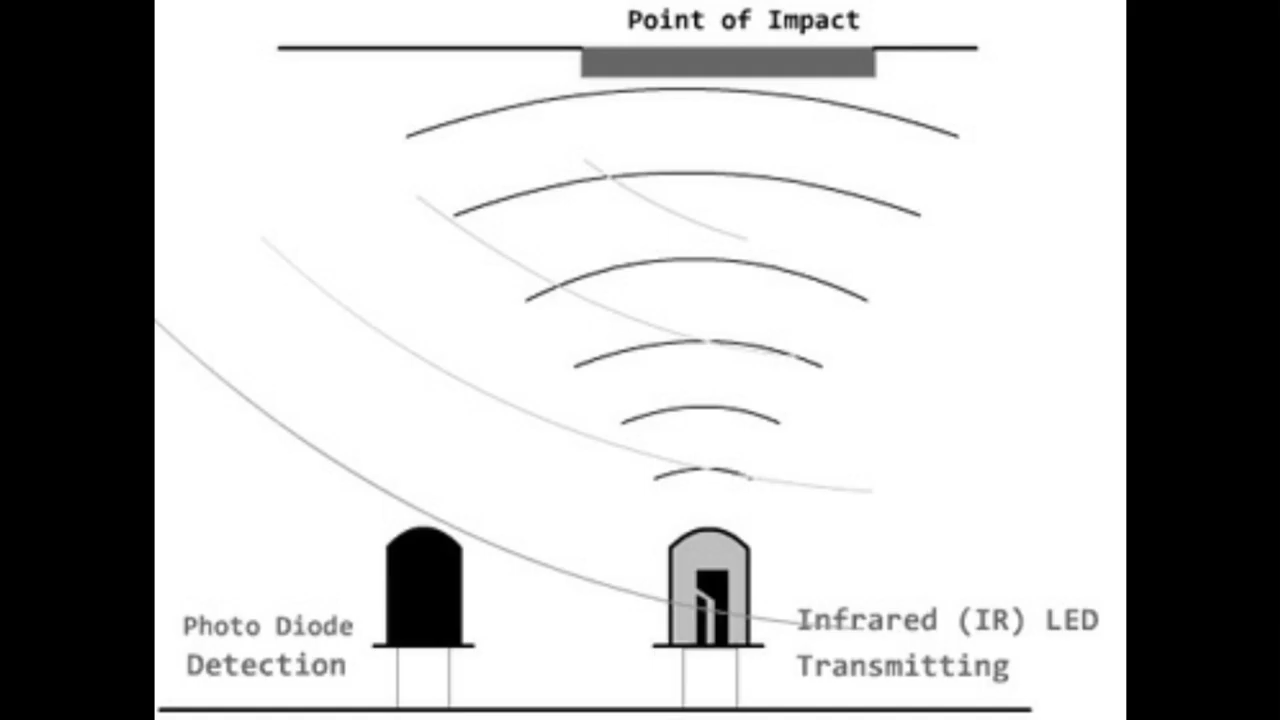 Point of Impact
Photo Diode
Detection
Infrared (IR) LED
Transmitting